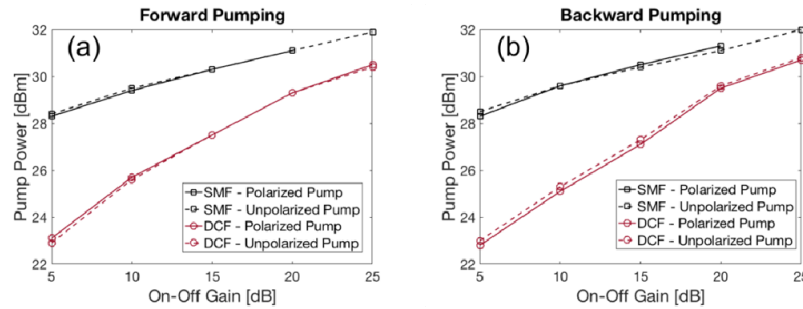 Forward Pumping
(a)
Pump Power [dBm]
32
30
28
26
24
22
SMF - Polarized Pump
SMF - Unpolarized Pump
DCF - Polarized Pump
DCF - Unpolarized Pump
5 10 15 20 25
On-Off Gain [dB]
Backward Pumping
(b)
Pump Power [dBm]
32
30
28
26
24
22
SMF - Polarized Pump
SMF - Unpolarized Pump
DCF - Polarized Pump
DCF - Unpolarized Pump
5 10 15 20 25
On-Off Gain [dB]